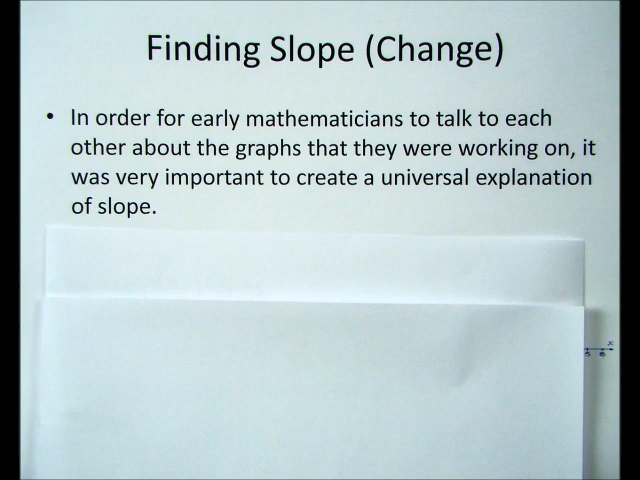 Finding Slope (Change)
• In order for early mathematicians to talk to each
other about the graphs that they were working on, it
was very important to create a universal explanation
of slope.